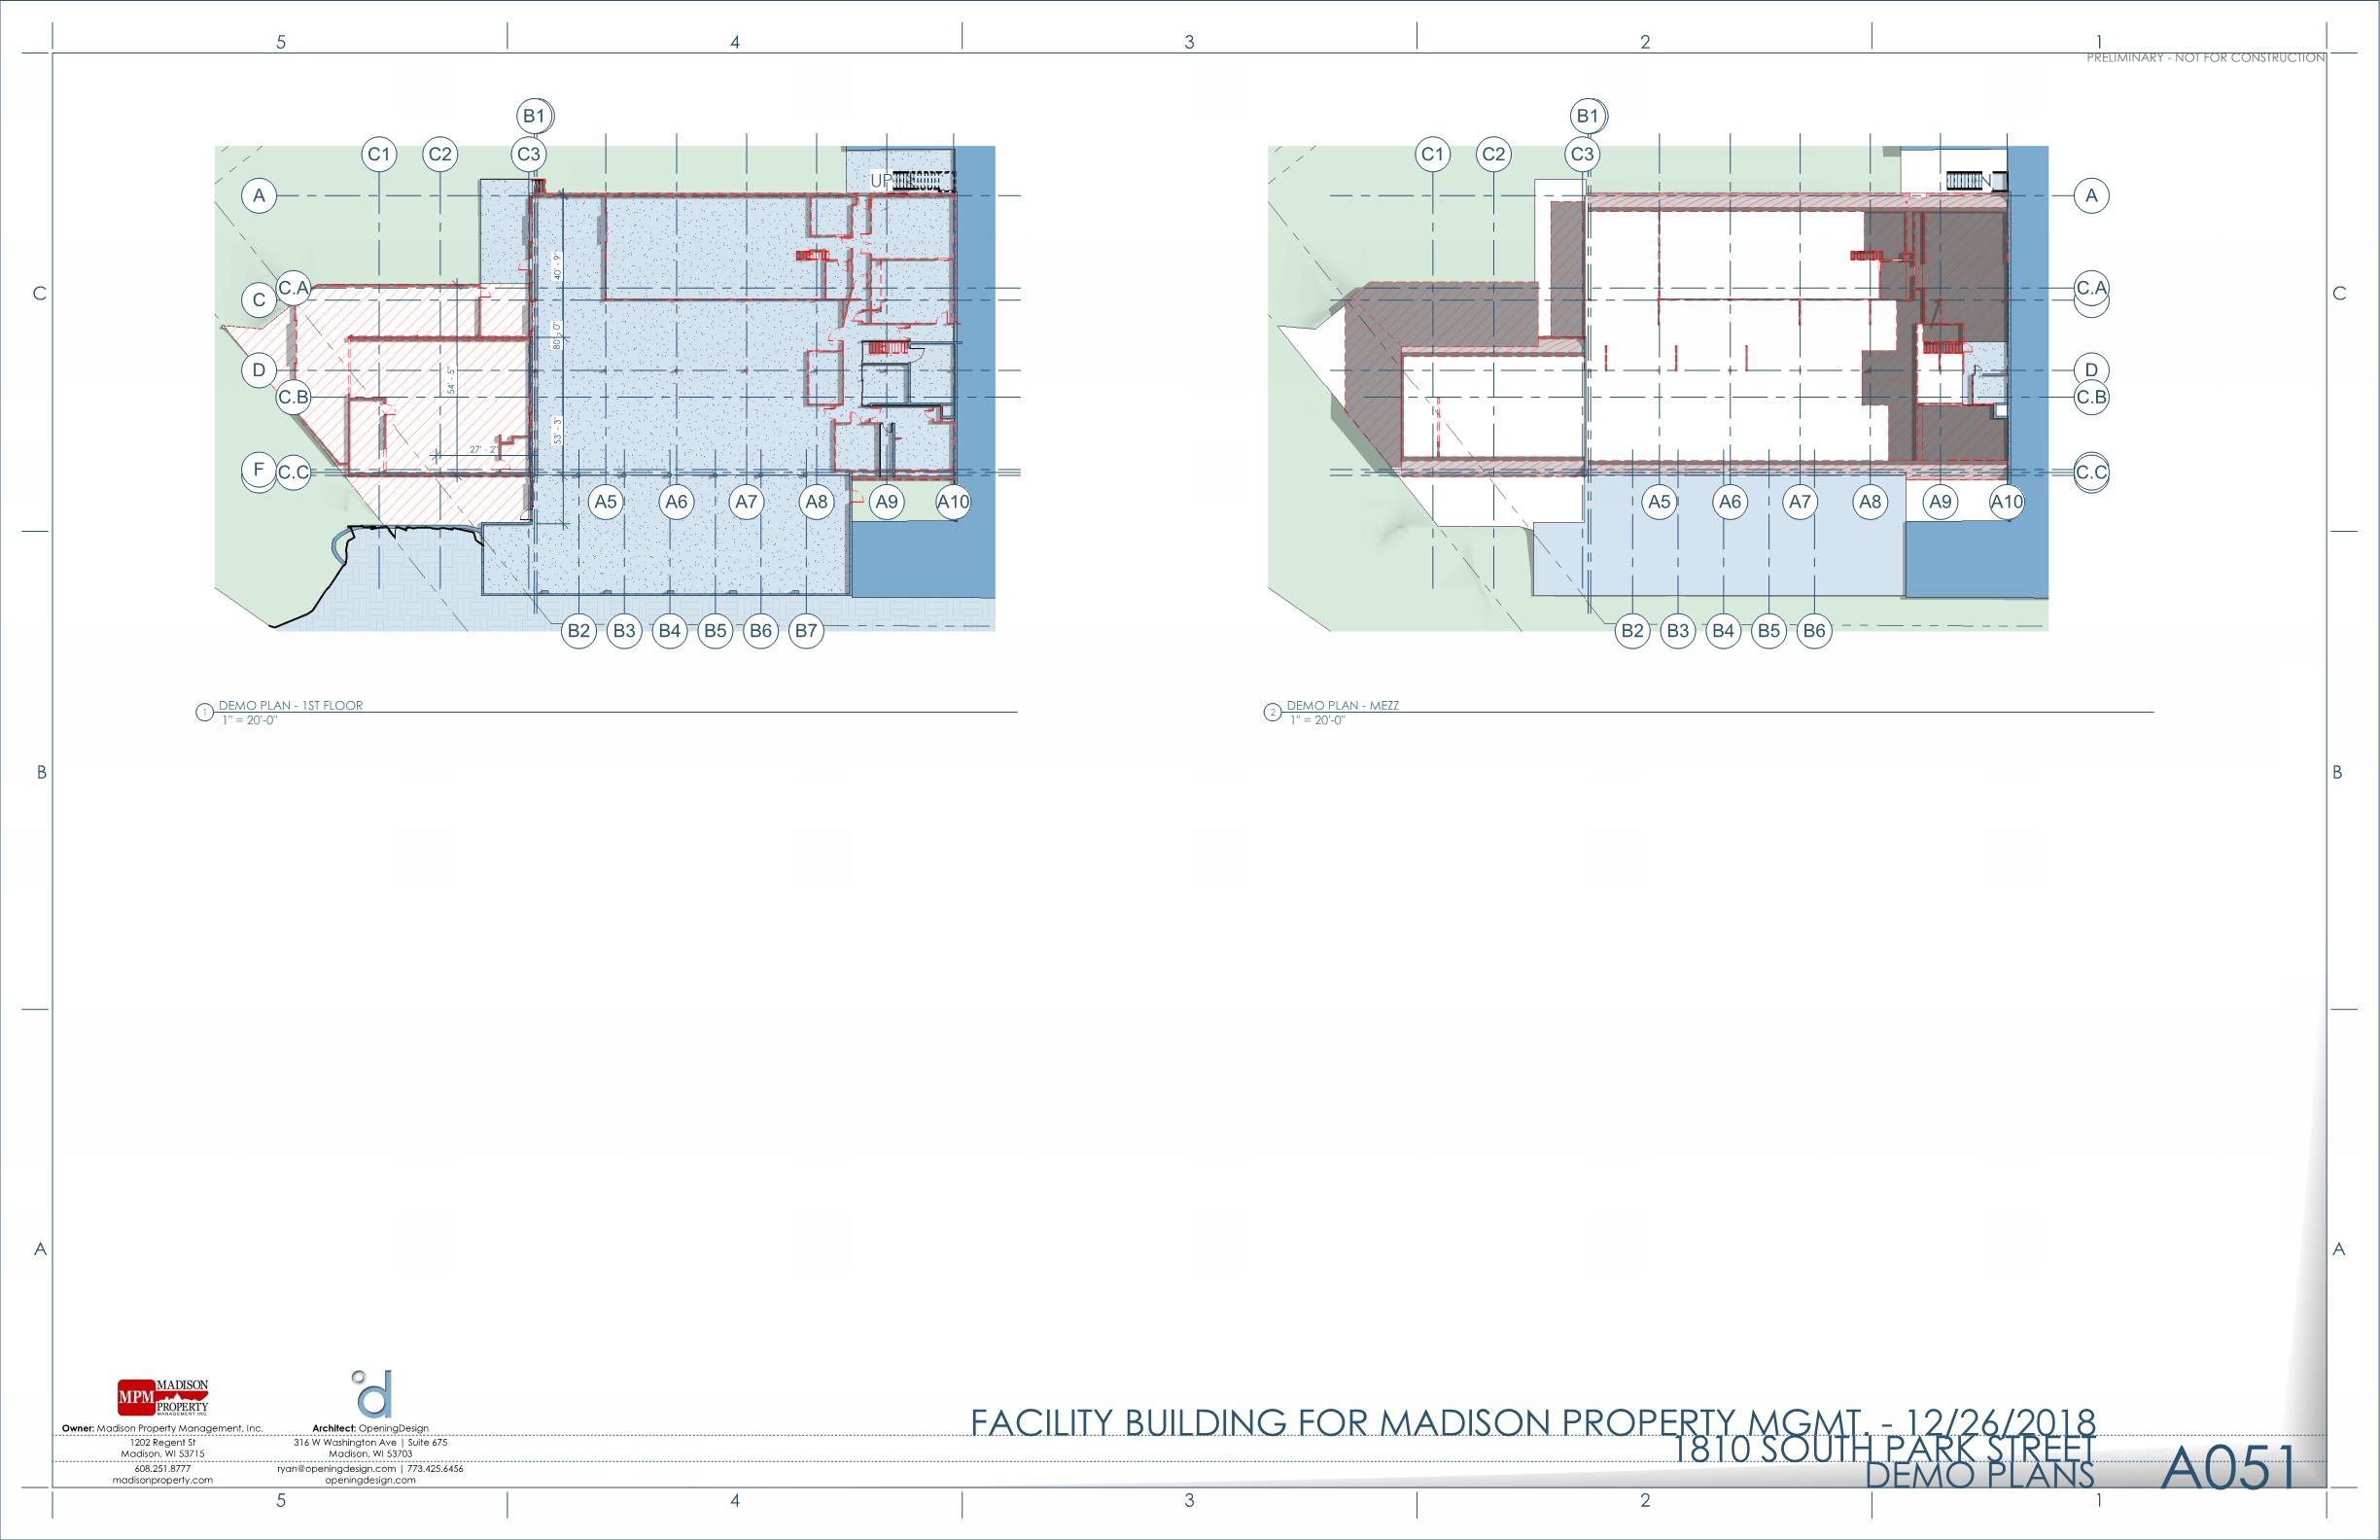 5 4 3 2 1
PRELIMINARY - NOT FOR CONSTRUCTION
B1
C1 C2 C3
A
C.A
C
D
C.B
F C.C
UP
40' - 9"
80' - 0"
54' - 5"
53' - 3"
27' - 2"
A5 A6 A7 A8 A9 A10
B2 B3 B4 B5 B6 B7
1 DEMO PLAN - 1ST FLOOR
1" = 20'-0"
B1
C1 C2 C3
N
A
C.A
D
C.B
C.C
A5 A6 A7 A8 A9 A10
B2 B3 B4 B5 B6
2 DEMO PLAN - MEZZ
1" = 20'-0"
C C
B B
A A
MPM MADISON
PROPERTY
MANAGEMENT INC.
Owner: Madison Property Management, Inc.
1202 Regent St
Madison, WI 53715
608.251.8777
madisonproperty.com
d
Architect: OpeningDesign
316 W Washington Ave | Suite 675
Madison, WI 53703
ryan@openingdesign.com | 773.425.6456
openingdesign.com
FACILITY BUILDING FOR MADISON PROPERTY MGMT. - 12/26/2018
1810 SOUTH PARK STREET
DEMO PLANS
A051
5 4 3 2 1